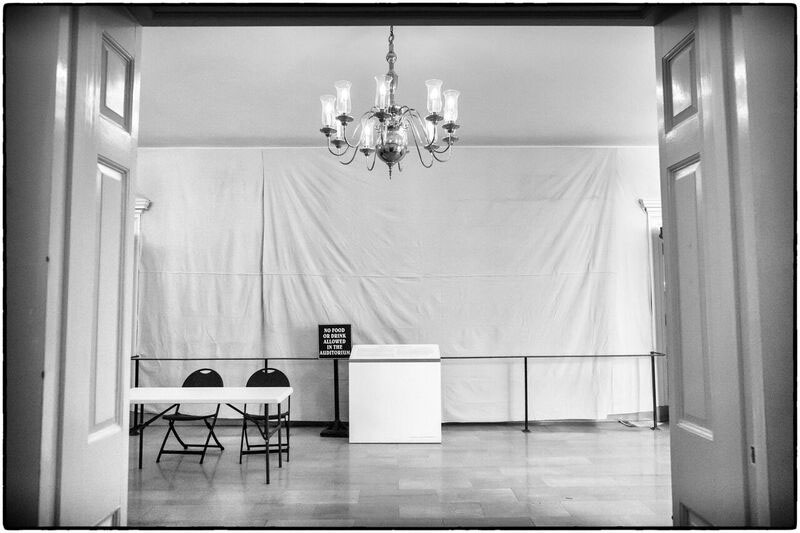 NO FOOD
OR DRINK
ALLOWED
IN THE
AUDITORIUM